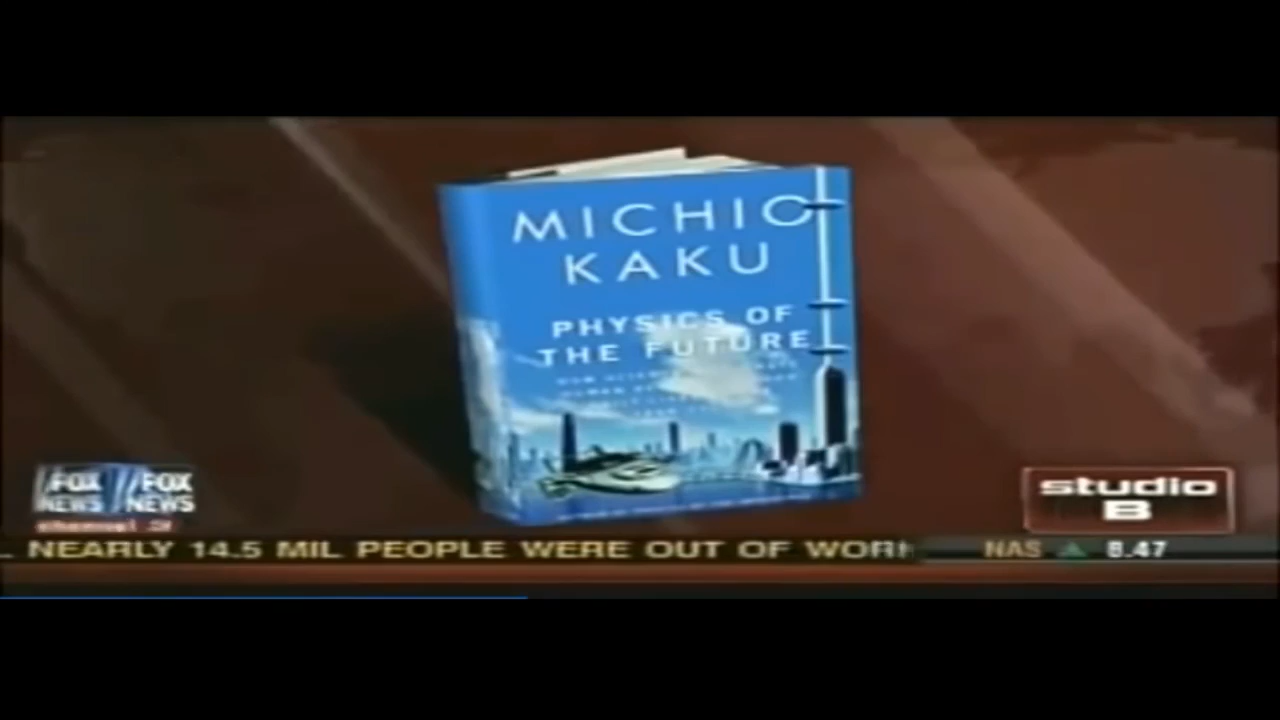 MICHIO
KAKU
PHYSICS OF
THE FUTURE
FOX
NEWS
FOX
NEWS
channel
studio
B
NEARLY 14.5 MIL PEOPLE WERE OUT OF WORK
NAS ▲ 8.47